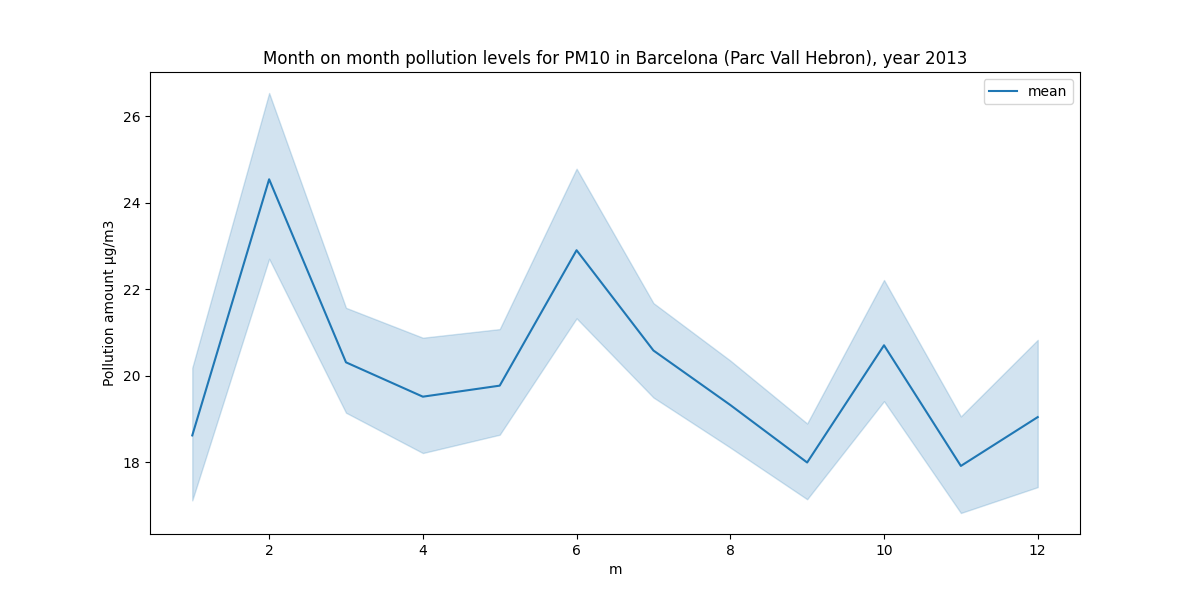 Month on month pollution levels for PM10 in Barcelona (Parc Vall Hebron), year 2013
mean
Pollution amount µg/m3
26
24
22
20
18
2 4 6 8 10 12
m